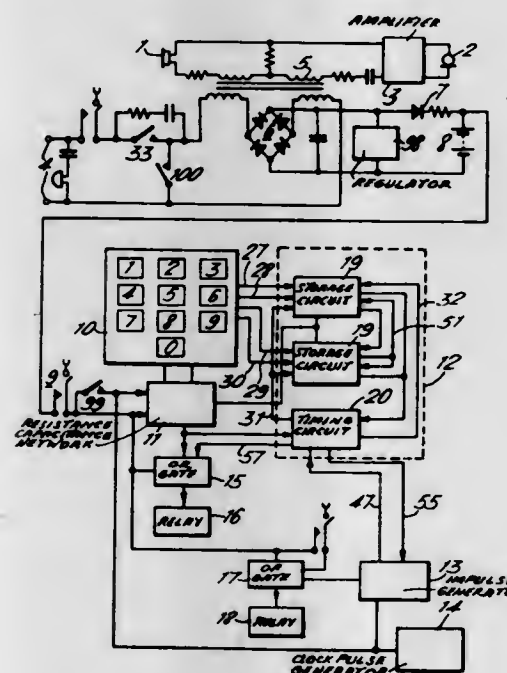 AMPLIFIER
1
5
3
2
7
33
100
4
6
98
8
REGULATOR
27
28
1 2 3
4 5 6
7 8 9
0
10
19
STORAGE
CIRCUIT
32
51
19
STORAGE
CIRCUIT
12
30
29
31
20
TIMING
CIRCUIT
9
99
RESISTANCE
CAPACITANCE
NETWORK
11
OR
GATE
15
57
47
55
RELAY
16
17
OR
GATE
13
IMPULSE
GENERATOR
18
RELAY
14
CLOCK PULSE
GENERATOR